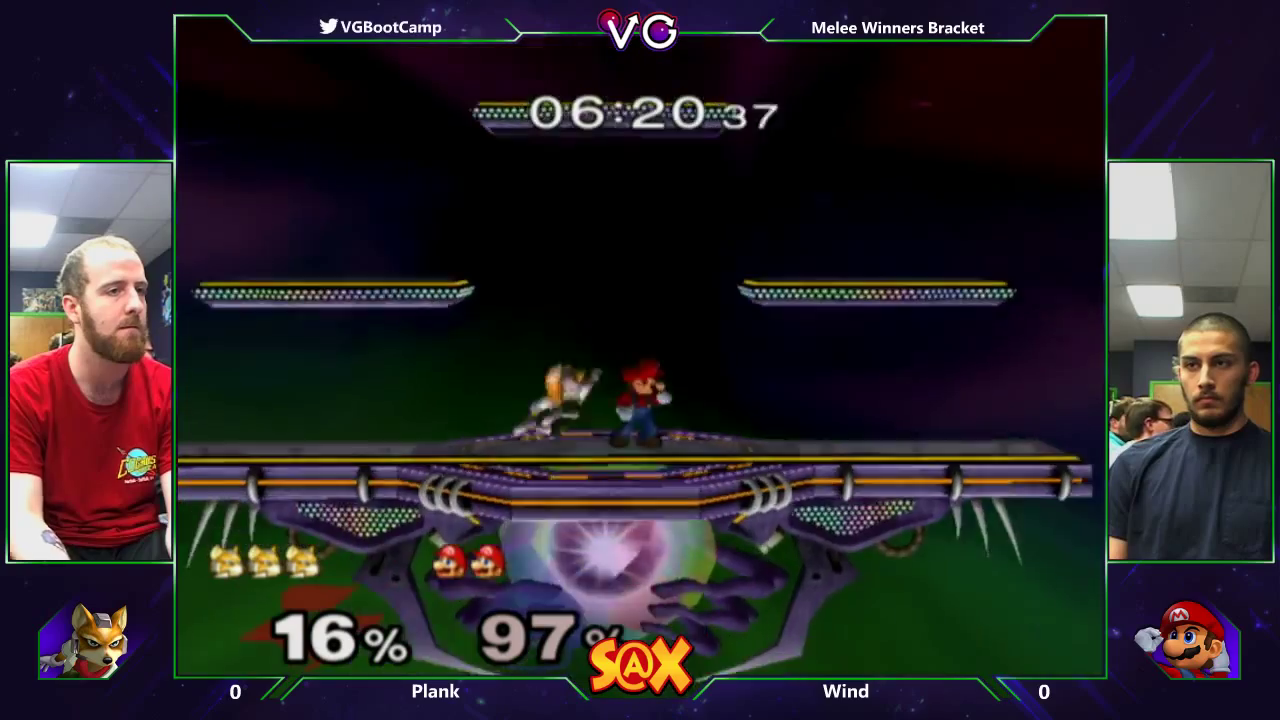 VGBootCamp
VG
Melee Winners Bracket
06:20 37
16%
97%
S@X
0
Plank
Wind
0